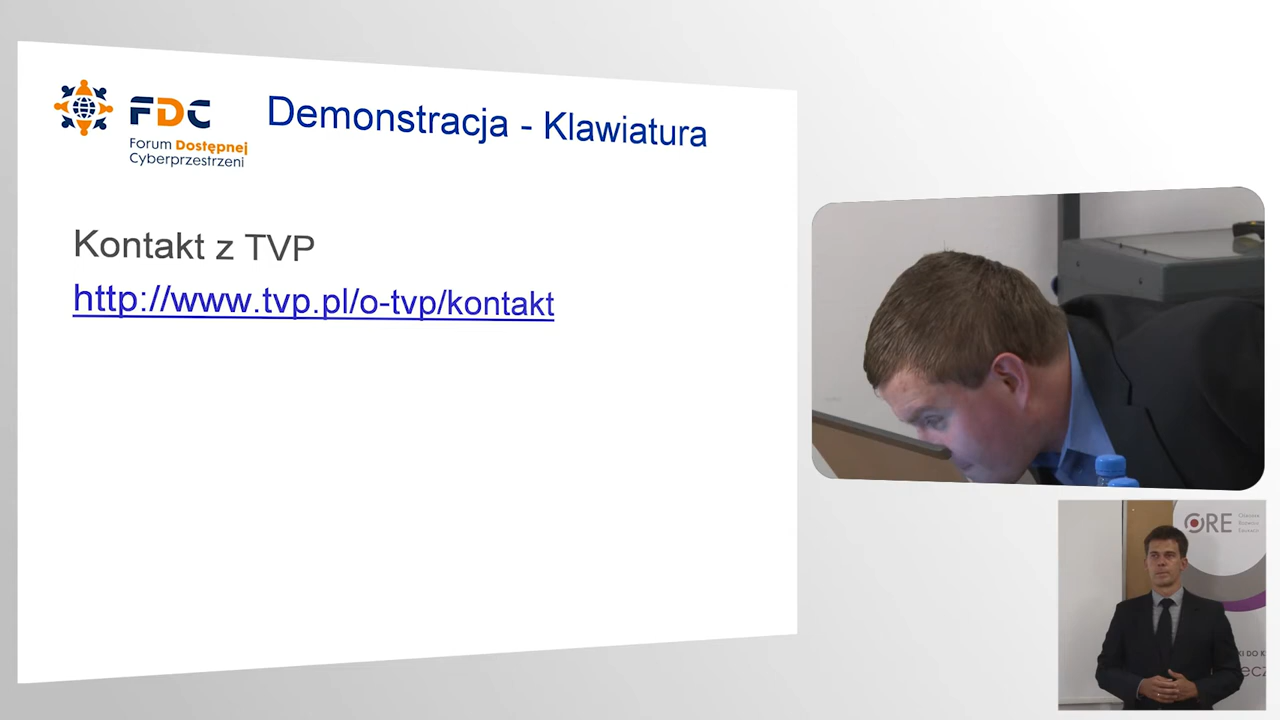 FDC
Forum Dostępnej
Cyberprzestrzeni
Demonstracja - Klawiatura
Kontakt z TVP
http://www.tvp.pl/o-tvp/kontakt
ORE